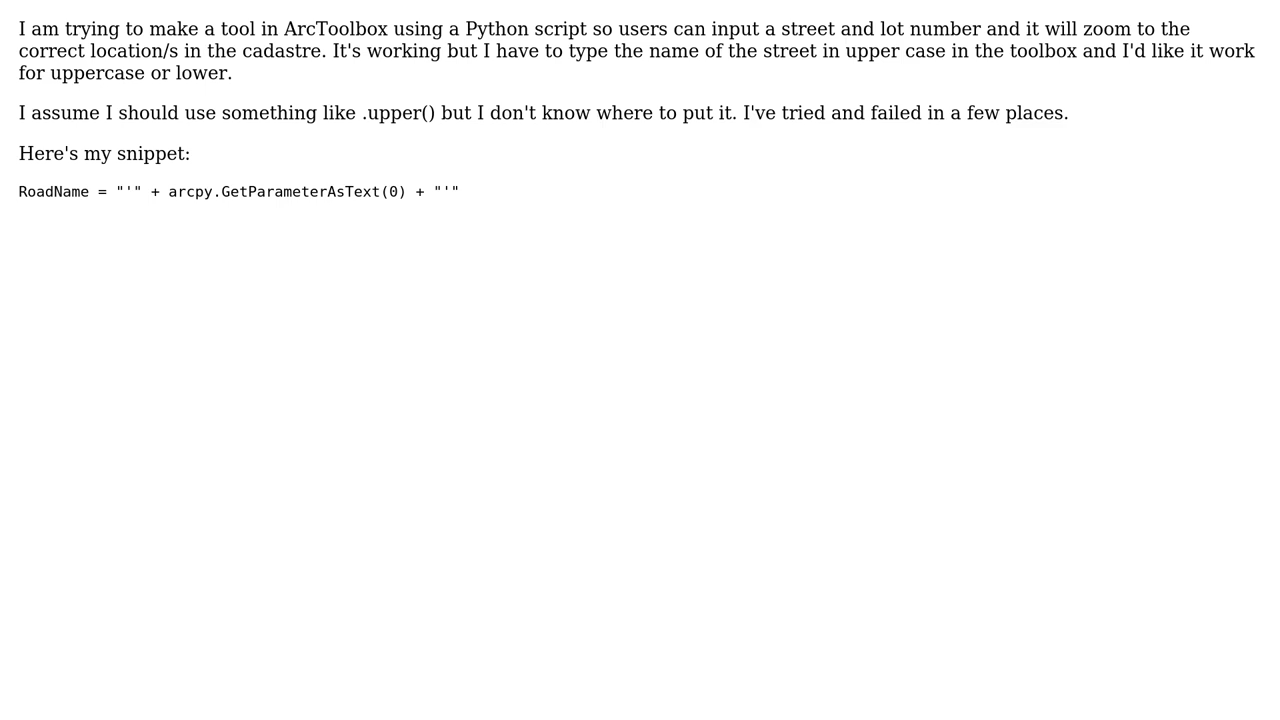 I am trying to make a tool in ArcToolbox using a Python script so users can input a street and lot number and it will zoom to the
correct location/s in the cadastre. It's working but I have to type the name of the street in upper case in the toolbox and I'd like it work
for uppercase or lower.
I assume I should use something like .upper() but I don't know where to put it. I've tried and failed in a few places.
Here's my snippet:
RoadName = "'" + arcpy.GetParameterAsText(0) + "'"